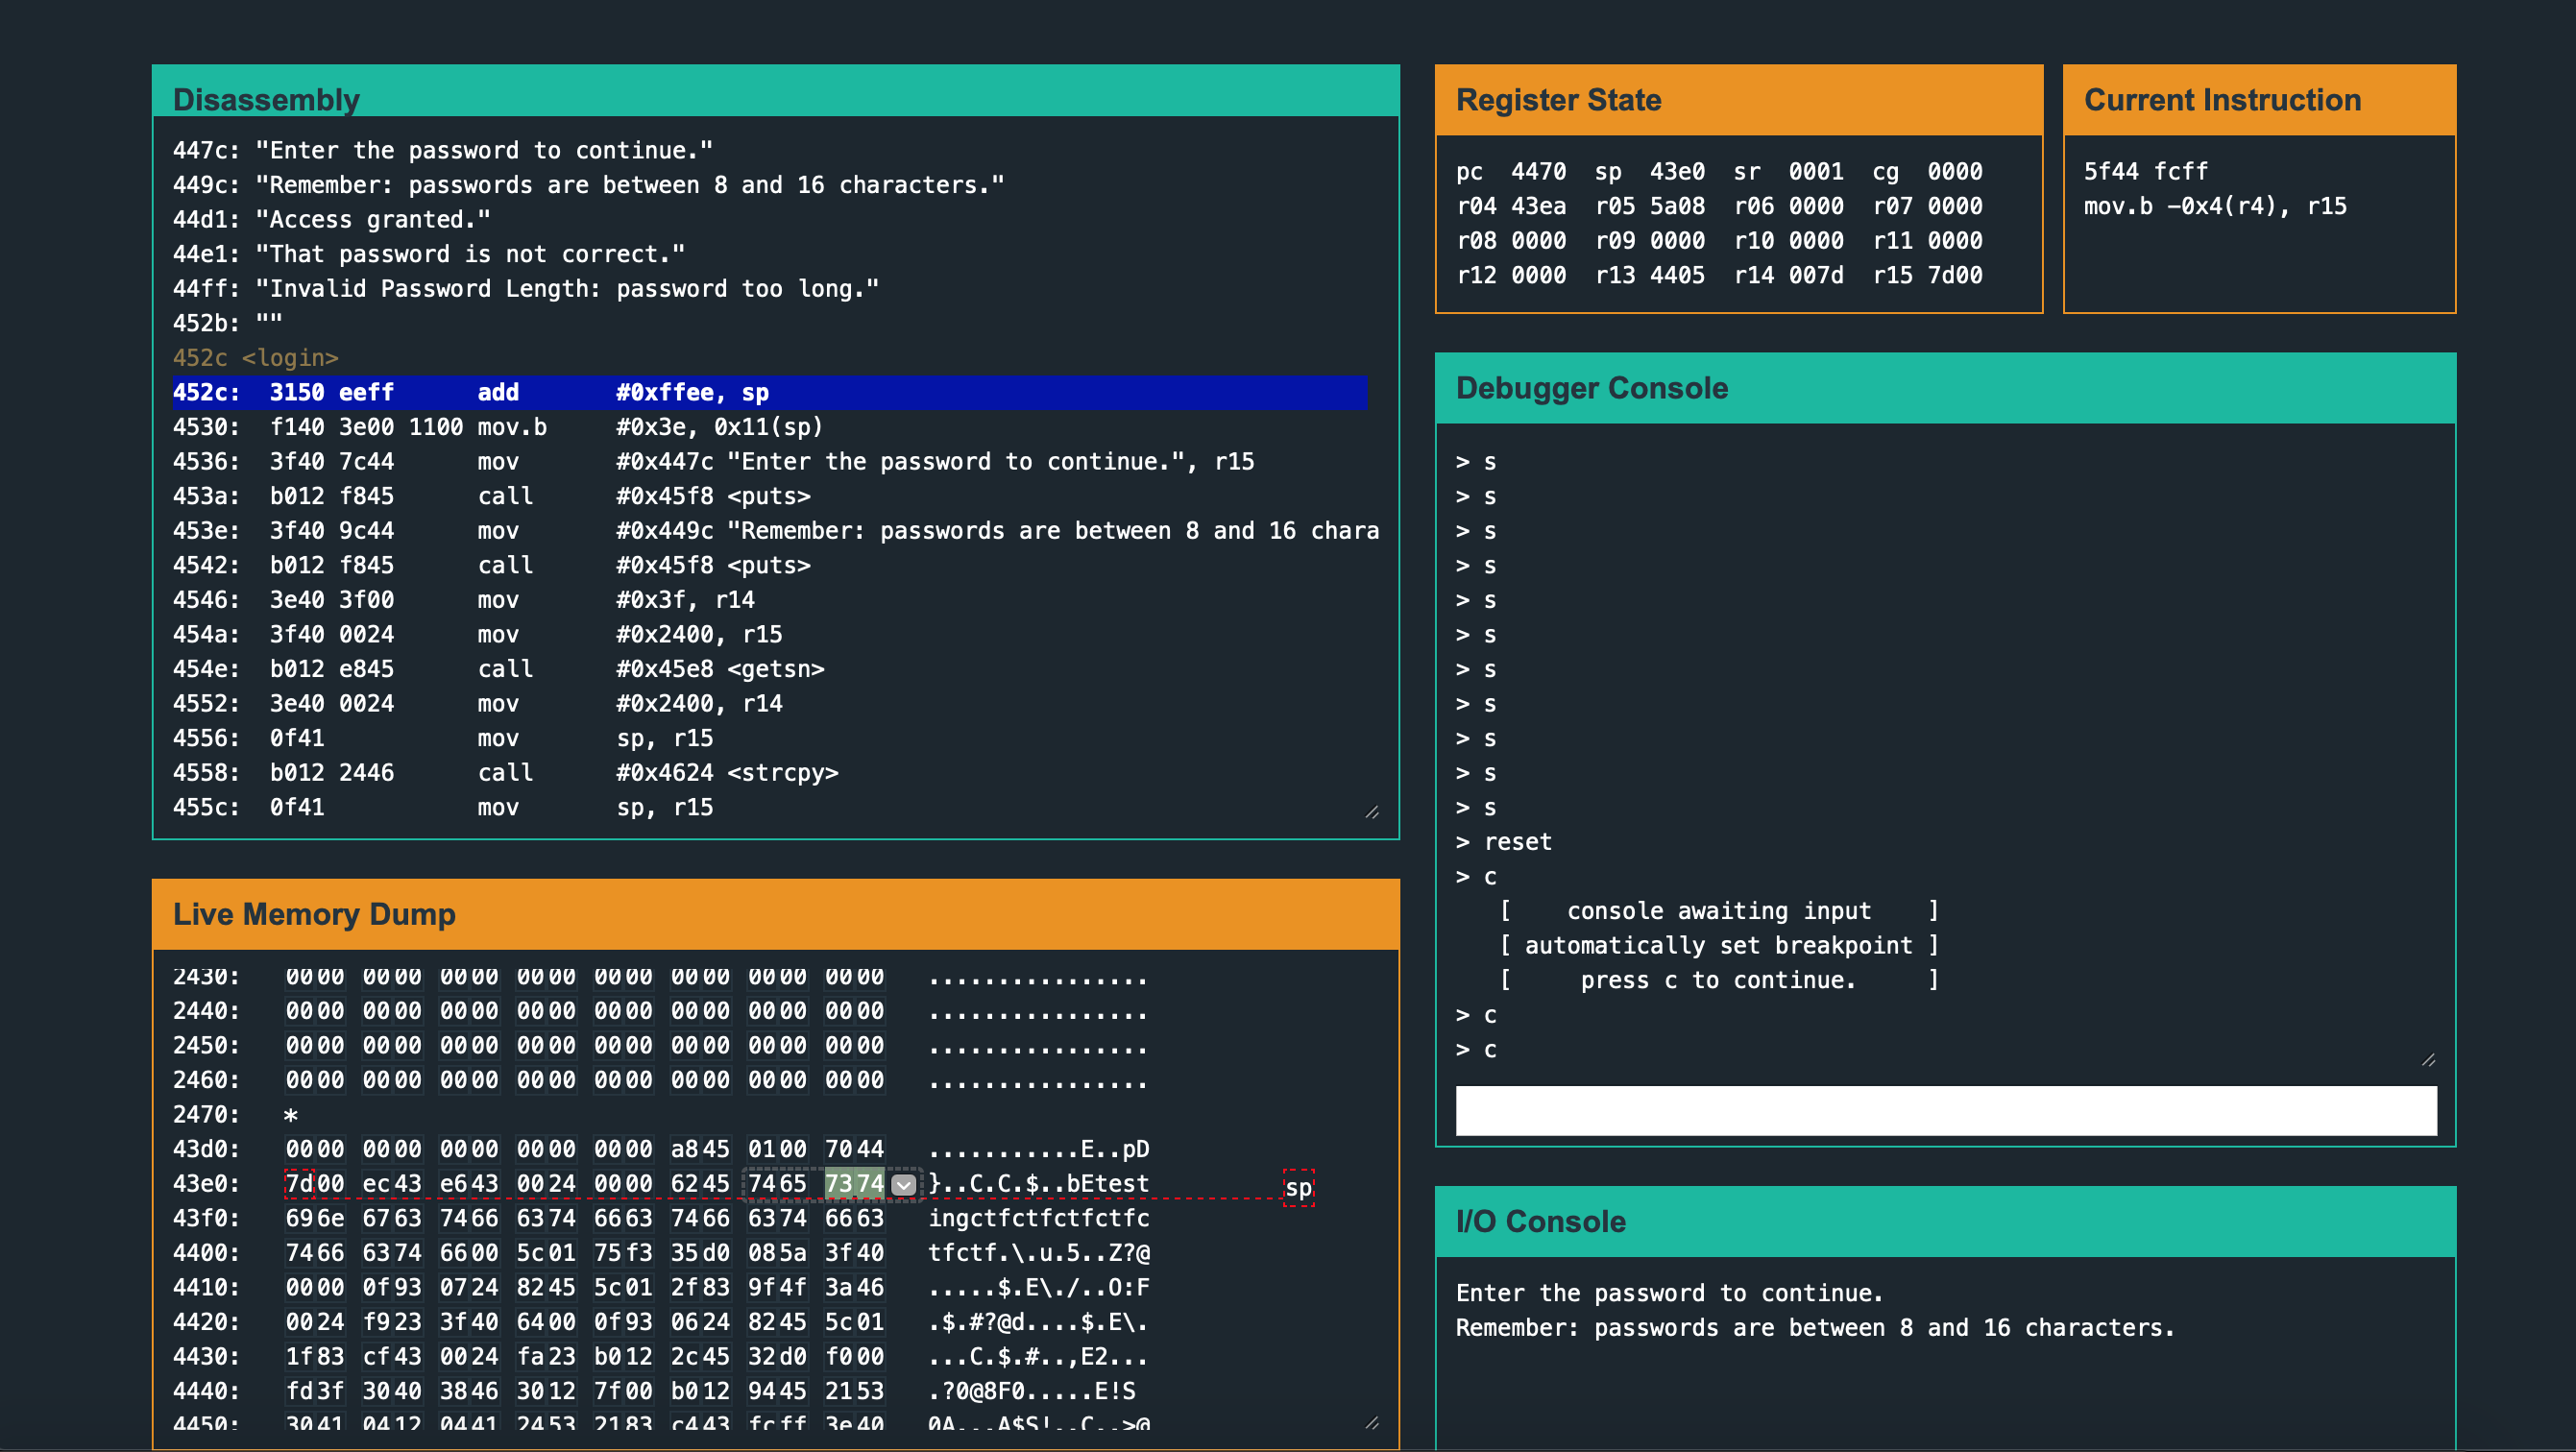 Disassembly
447c: "Enter the password to continue."
449c: "Remember: passwords are between 8 and 16 characters."
44d1: "Access granted."
44e1: "That password is not correct."
44ff: "Invalid Password Length: password too long."
452b: ""
452c <login>
452c: 3150 eeff add #0xffee, sp
4530: f140 3e00 1100 mov.b #0x3e, 0x11(sp)
4536: 3f40 7c44 mov #0x447c "Enter the password to continue.", r15
453a: b012 f845 call #0x45f8 <puts>
453e: 3f40 9c44 mov #0x449c "Remember: passwords are between 8 and 16 chara
4542: b012 f845 call #0x45f8 <puts>
4546: 3e40 3f00 mov #0x3f, r14
454a: 3f40 0024 mov #0x2400, r15
454e: b012 e845 call #0x45e8 <getsn>
4552: 3e40 0024 mov #0x2400, r14
4556: 0f41 mov sp, r15
4558: b012 2446 call #0x4624 <strcpy>
455c: 0f41 mov sp, r15
Live Memory Dump
2430: 0000 0000 0000 0000 0000 0000 0000 0000 ................
2440: 0000 0000 0000 0000 0000 0000 0000 0000 ................
2450: 0000 0000 0000 0000 0000 0000 0000 0000 ................
2460: 0000 0000 0000 0000 0000 0000 0000 0000 ................
2470: *
43d0: 0000 0000 0000 0000 0000 a845 0100 7044 ...........E..pD
43e0: 7d00 ec43 e643 0024 0000 6245 7465 7374 }..C.C.$..bEtest sp
43f0: 696e 6763 7466 6374 6663 7466 6374 6663 ingctfctfctfctfc
4400: 7466 6374 6600 5c01 75f3 35d0 085a 3f40 tfctf.\.u.5..Z?@
4410: 0000 0f93 0724 8245 5c01 2f83 9f4f 3a46 .....$.E\./..O:F
4420: 0024 f923 3f40 6400 0f93 0624 8245 5c01 .$.#?@d....$.E\.
4430: 1f83 cf43 0024 fa23 b012 2c45 32d0 f000 ...C.$.#..,E2...
4440: fd3f 3040 3846 3012 7f00 b012 9445 2153 .?0@8F0.....E!S
4450: 3041 0412 0441 2453 2183 c443 fcff 3e40 0A...A$S!..C..>@
Register State
pc 4470 sp 43e0 sr 0001 cg 0000
r04 43ea r05 5a08 r06 0000 r07 0000
r08 0000 r09 0000 r10 0000 r11 0000
r12 0000 r13 4405 r14 007d r15 7d00
Current Instruction
5f44 fcff
mov.b -0x4(r4), r15
Debugger Console
> s
> s
> s
> s
> s
> s
> s
> s
> s
> s
> s
> reset
> c
[ console awaiting input ]
[ automatically set breakpoint ]
[ press c to continue. ]
> c
> c
I/O Console
Enter the password to continue.
Remember: passwords are between 8 and 16 characters.